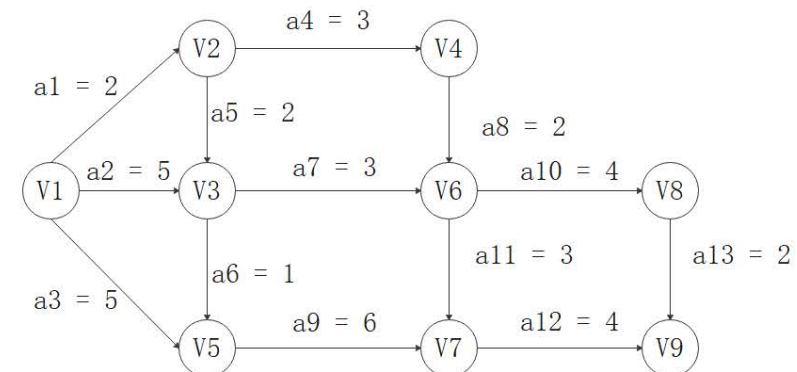 a4 = 3
V2
V4
a1 = 2
a5 = 2
a8 = 2
a2 = 5
a7 = 3
a10 = 4
V1
V3
V6
V8
a11 = 3
a13 = 2
a6 = 1
a3 = 5
a9 = 6
a12 = 4
V5
V7
V9